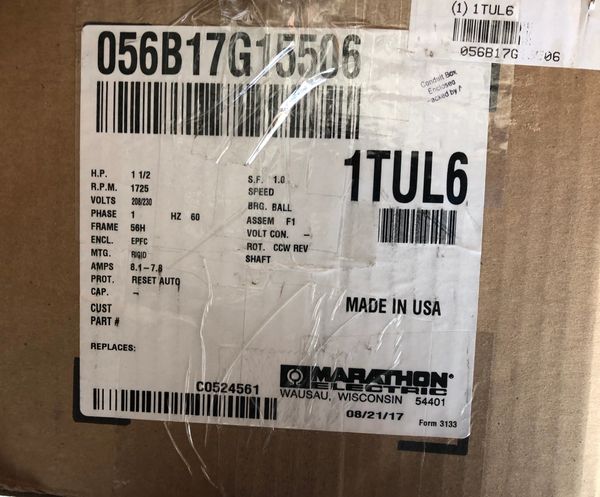 (1) 1TUL6
056B17G 5506
056B17G15506
Conduit Box
Enclosed
1TUL6
H.P. 1 1/2
R.P.M. 1725
VOLTS 208/230
PHASE 1 HZ 60
FRAME 56H
ENCL. EPFC
MTG. RIGID
AMPS 8.1-7.8
PROT. RESET AUTO
CAP. –
S.F. 1.0
SPEED
BRG. BALL
ASSEM F1
VOLT CON. –
ROT. CCW REV
SHAFT
CUST
PART #
MADE IN USA
REPLACES:
C0524561
MARATHON®
ELECTRIC
WAUSAU, WISCONSIN 54401
08/21/17
Form 3133